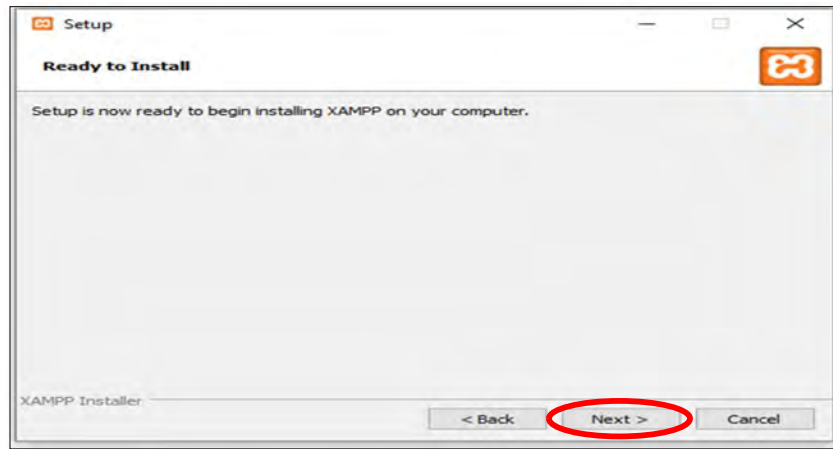 Setup
Ready to Install
Setup is now ready to begin installing XAMPP on your computer.
XAMPP Installer
< Back Next > Cancel